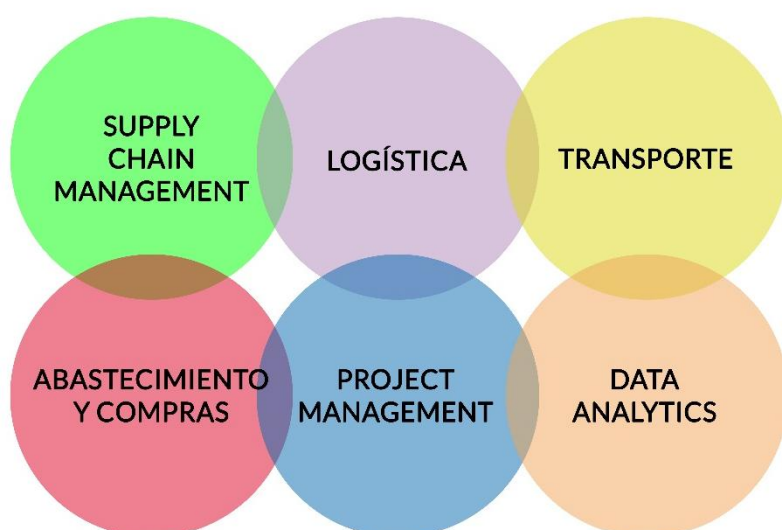 SUPPLY
CHAIN
MANAGEMENT
LOGÍSTICA
TRANSPORTE
ABASTECIMIENTO
Y COMPRAS
PROJECT
MANAGEMENT
DATA
ANALYTICS